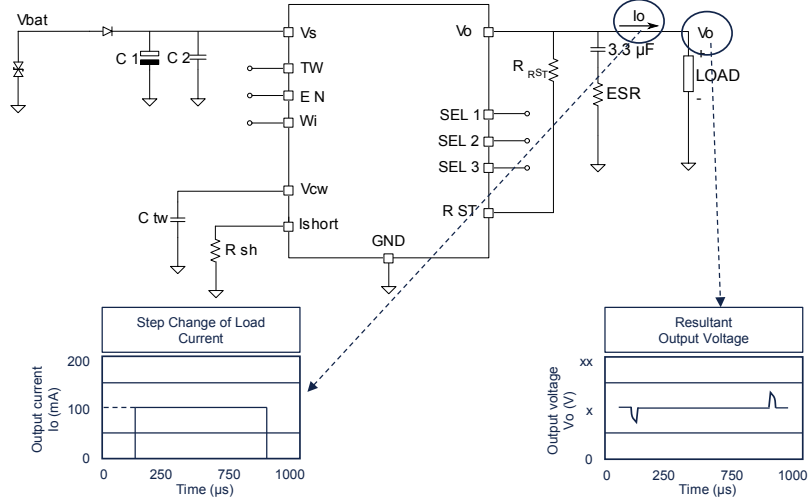 Vbat
C 1
C 2
Vs
TW
E N
Wi
Vcw
Ishort
C tw
R sh
GND
Vo
SEL 1
SEL 2
SEL 3
R ST
R RST
Io
3.3 µF
ESR
Vo
+
LOAD
-
Step Change of Load
Current
Output current
Io (mA)
200
100
0
0 250 750 1000
Time (µs)
Resultant
Output Voltage
Output voltage
Vo (V)
xx
x
0
0 250 750 1000
Time (µs)